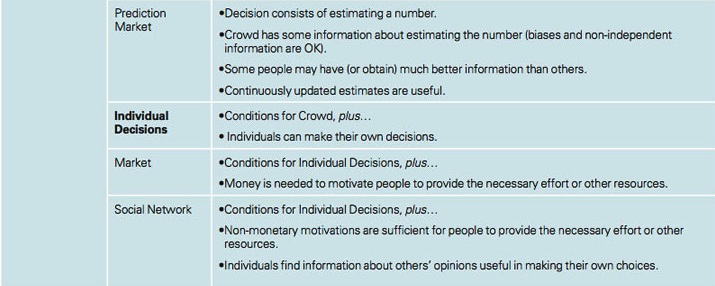 Prediction Market
•Decision consists of estimating a number.
•Crowd has some information about estimating the number (biases and non-independent
information are OK).
•Some people may have (or obtain) much better information than others.
•Continuously updated estimates are useful.
Individual Decisions
•Conditions for Crowd, plus…
• Individuals can make their own decisions.
Market
•Conditions for Individual Decisions, plus…
•Money is needed to motivate people to provide the necessary effort or other resources.
Social Network
•Conditions for Individual Decisions, plus…
•Non-monetary motivations are sufficient for people to provide the necessary effort or other
resources.
•Individuals find information about others’ opinions useful in making their own choices.